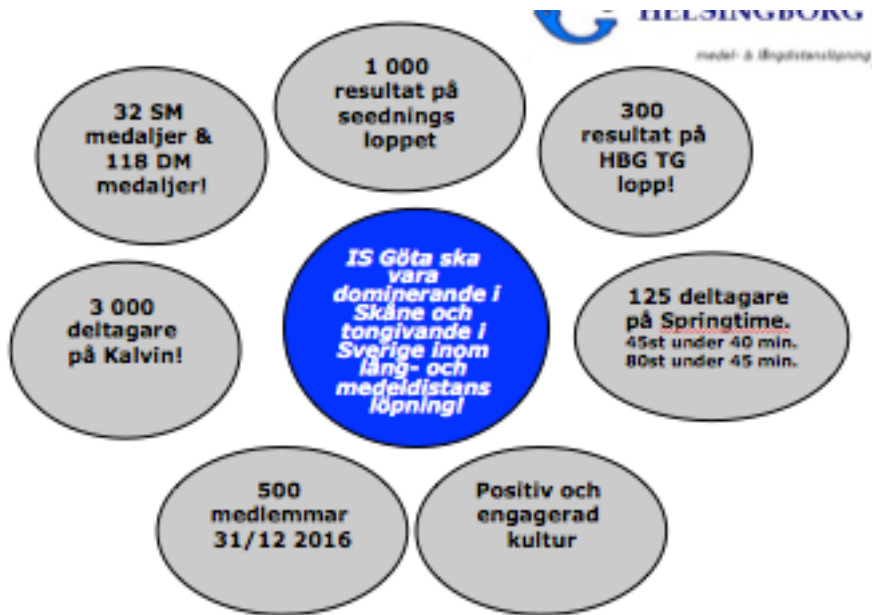 HELSINGBORG
medel- & långdistanslöpning
1 000
resultat på
seednings
loppet
32 SM
medaljer &
118 DM
medaljer!
300
resultat på
HBG TG
lopp!
IS Göta ska
vara
dominerande i
Skåne och
tongivande i
Sverige inom
lång- och
medeldistans
löpning!
3 000
deltagare
på Kalvin!
125 deltagare
på Springtime.
45st under 40 min.
80st under 45 min.
500
medlemmar
31/12 2016
Positiv och
engagerad
kultur